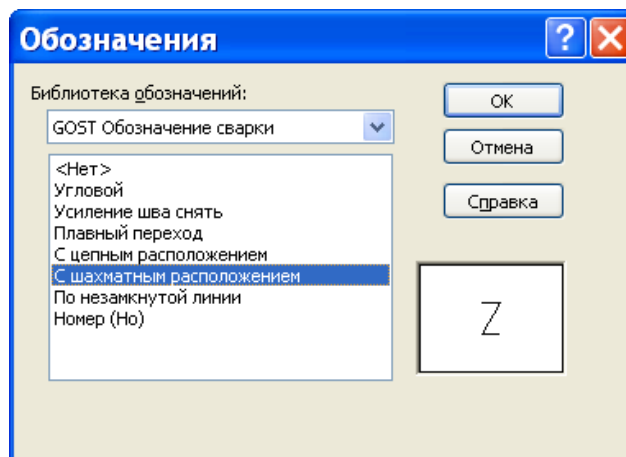 Обозначения
Библиотека обозначений:
GOST Обозначение сварки
<Нет>
Угловой
Усиление шва снять
Плавный переход
С цепным расположением
С шахматным расположением
По незамкнутой линии
Номер (Но)
ОК
Отмена
Справка
Z